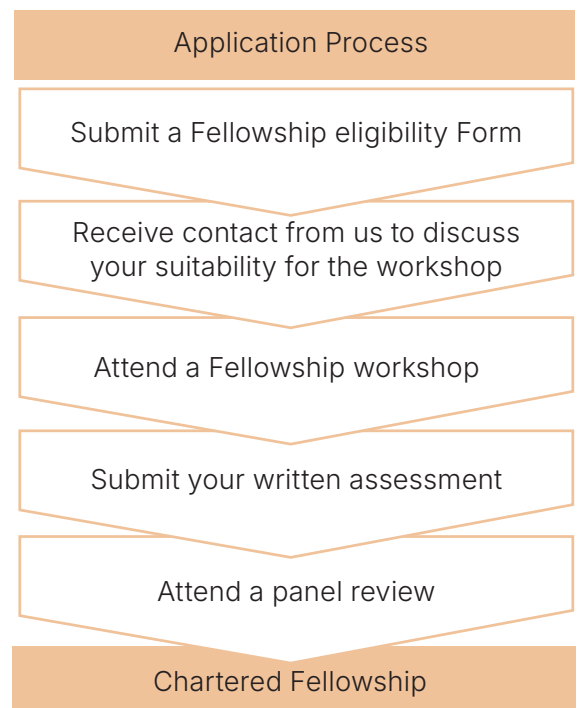 Application Process
Submit a Fellowship eligibility Form
Receive contact from us to discuss
your suitability for the workshop
Attend a Fellowship workshop
Submit your written assessment
Attend a panel review
Chartered Fellowship